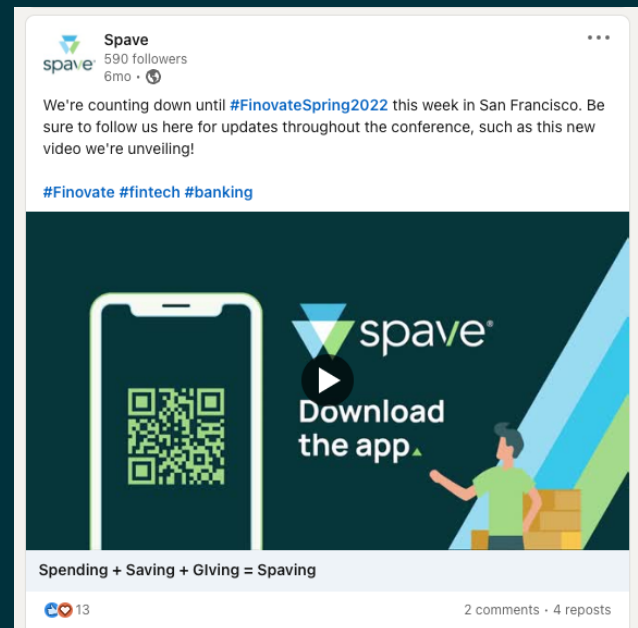 Spave
590 followers
6mo •
spave
We're counting down until #FinovateSpring2022 this week in San Francisco. Be
sure to follow us here for updates throughout the conference, such as this new
video we're unveiling!
#Finovate #fintech #banking
spave®
Download
the app
Spending + Saving + GIving = Spaving
13
2 comments • 4 reposts